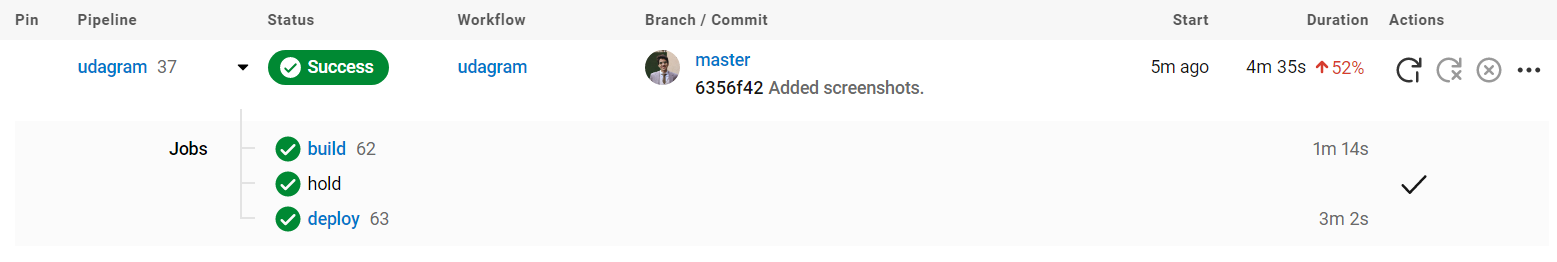 Pin Pipeline Status Workflow Branch / Commit Start Duration Actions
udagram 37 Success udagram master 5m ago 4m 35s 52%
6356f42 Added screenshots.
Jobs build 62 1m 14s
hold
deploy 63 3m 2s